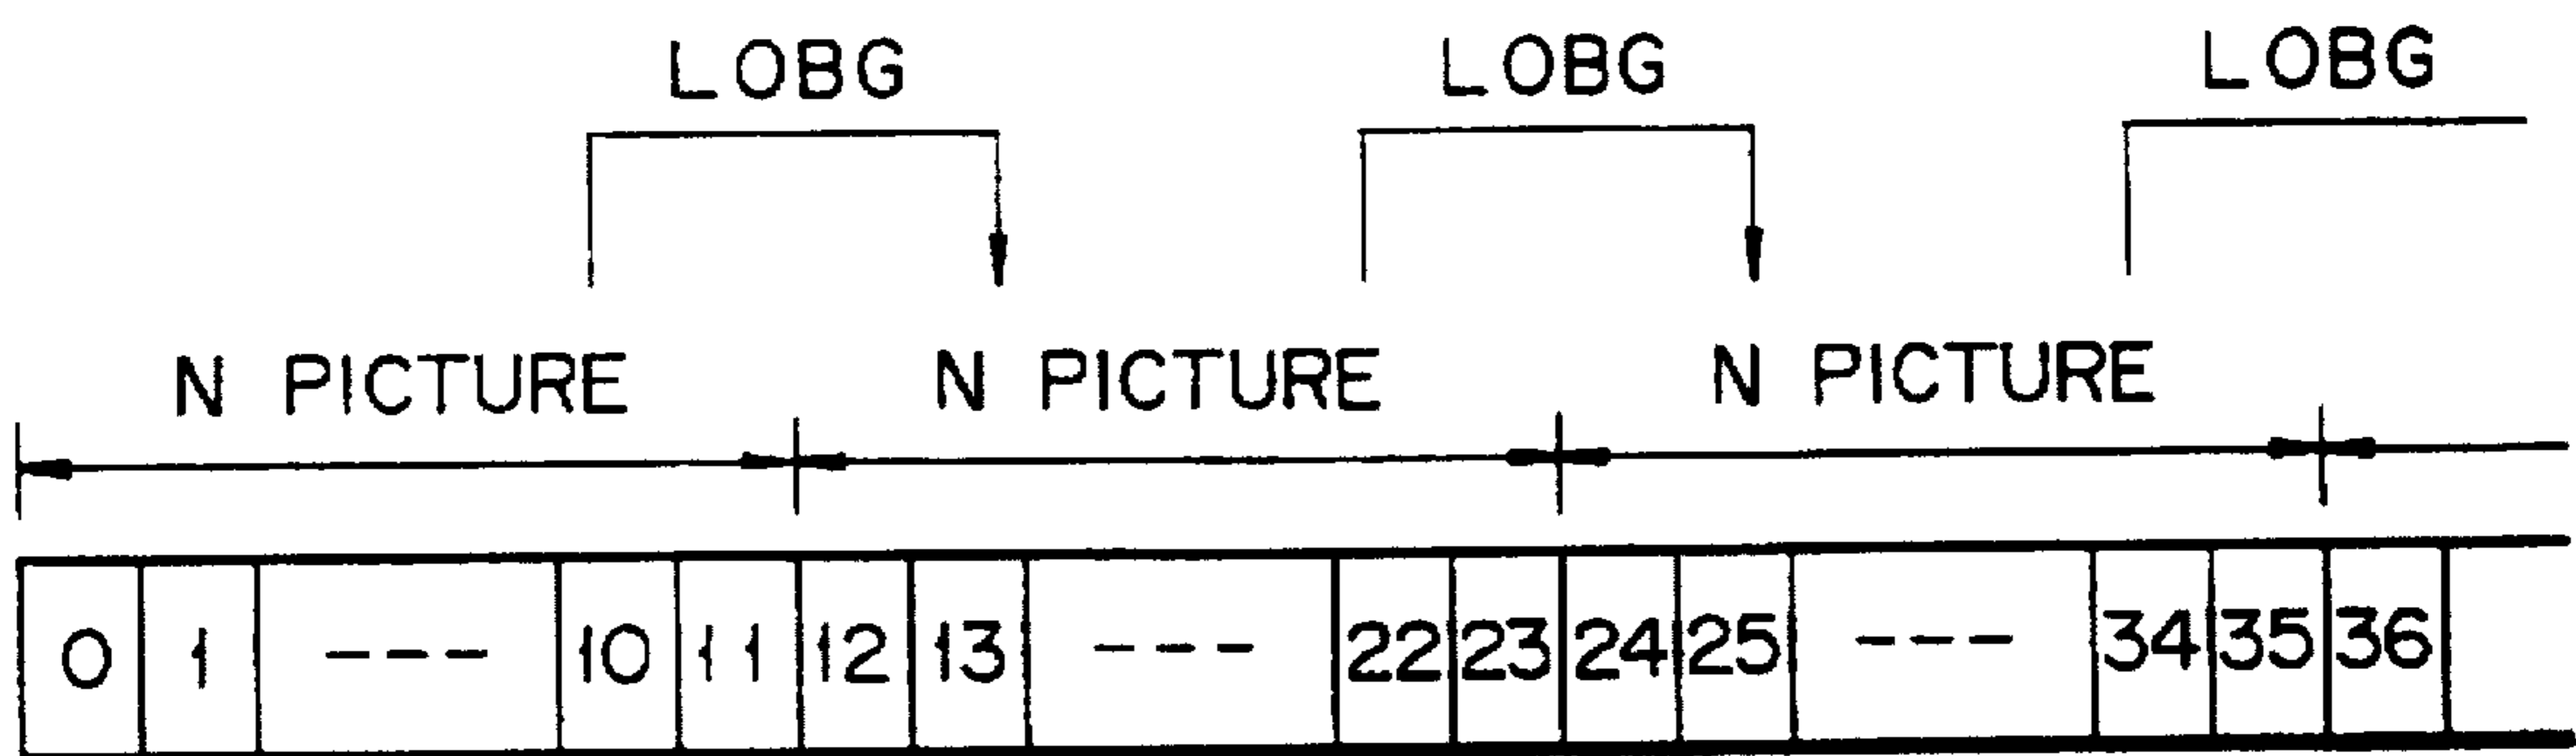 LOBG LOBG LOBG
N PICTURE N PICTURE N PICTURE
0 1 --- 10 11 12 13 --- 22 23 24 25 --- 34 35 36